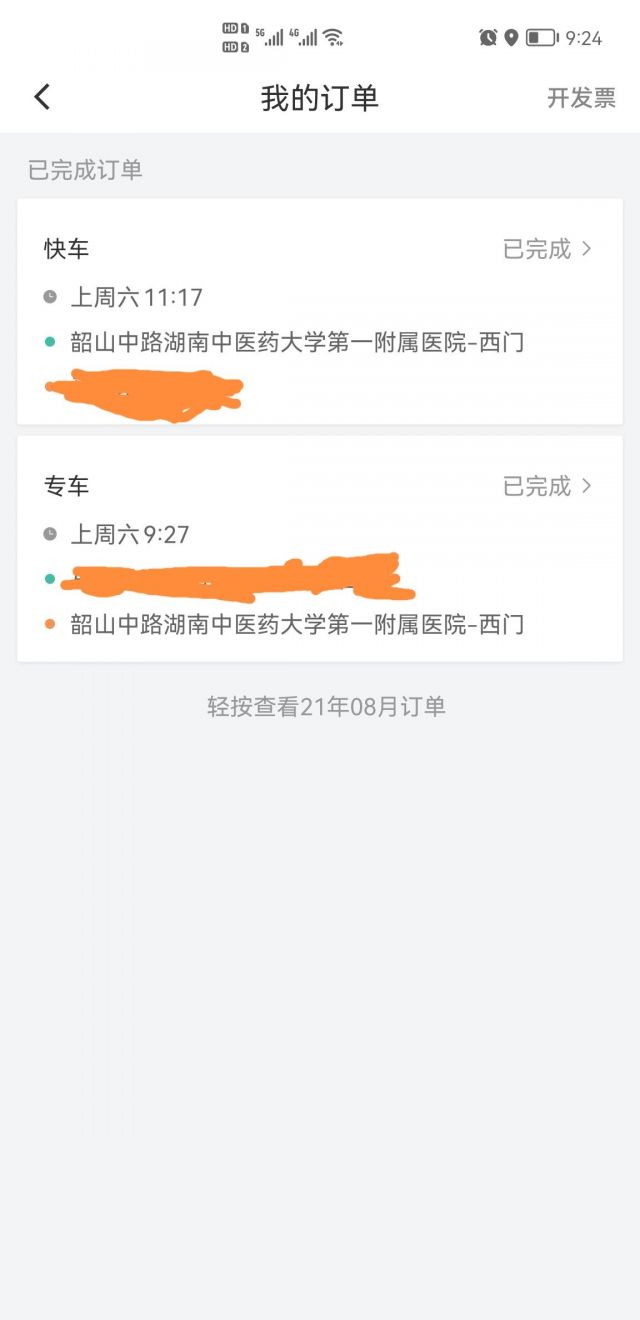 HD 1 5G 4G
HD 2
9:24
我的订单
开发票
已完成订单
快车
已完成
上周六11:17
韶山中路湖南中医药大学第一附属医院-西门
专车
已完成
上周六9:27
韶山中路湖南中医药大学第一附属医院-西门
轻按查看21年08月订单